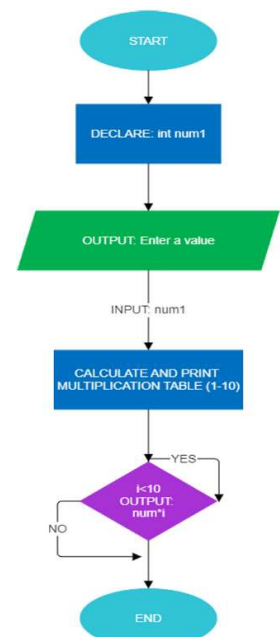 START
DECLARE: int num1
OUTPUT: Enter a value
INPUT: num1
CALCULATE AND PRINT
MULTIPLICATION TABLE (1-10)
YES
i<10
OUTPUT:
num*i
NO
END